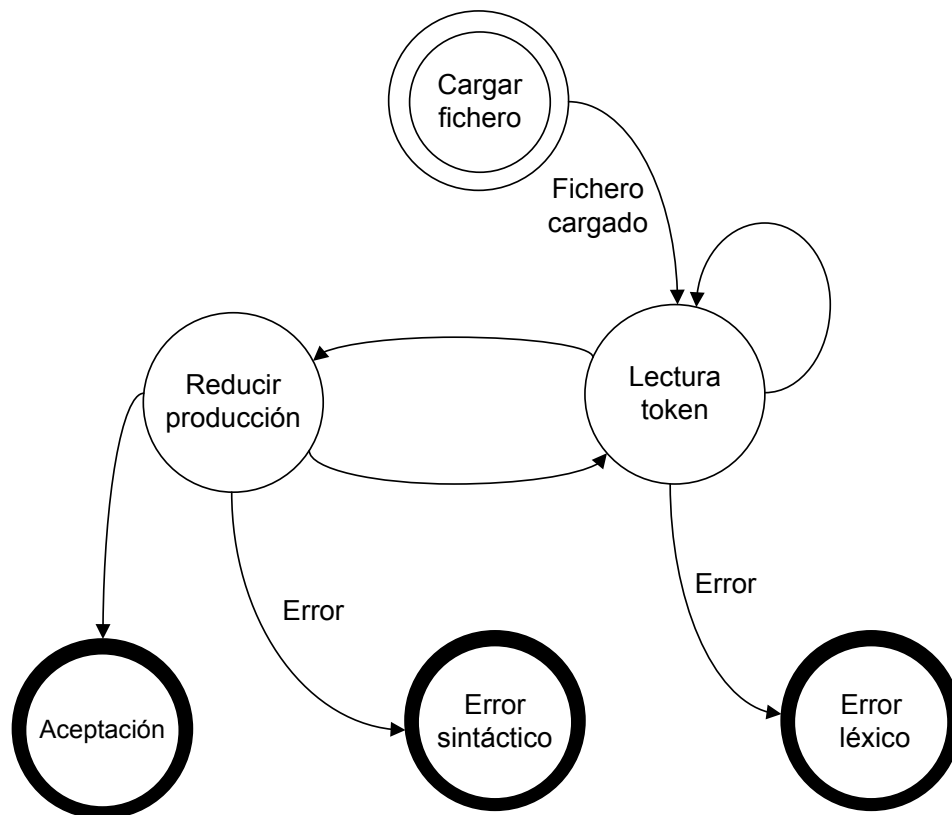 Cargar
fichero
Fichero
cargado
Reducir
producción
Lectura
token
Error
Error
Aceptación
Error
sintáctico
Error
léxico